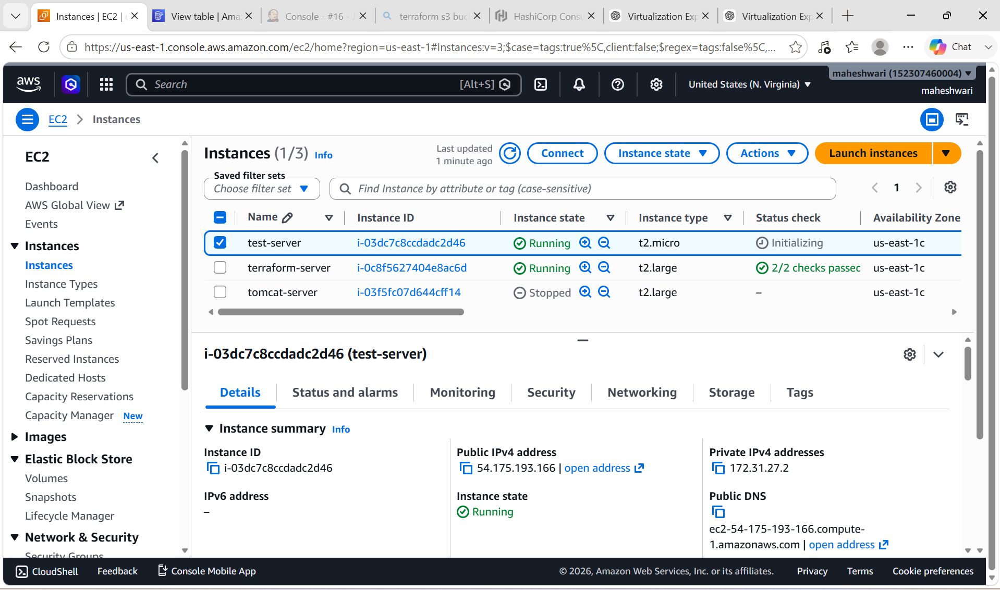 Instances | EC2 | u
View table | Ama
Console - #16 - J
terraform s3 buc
HashiCorp Consu
Virtualization Exp
Virtualization Exp
https://us-east-1.console.aws.amazon.com/ec2/home?region=us-east-1#Instances:v=3;$case=tags:true%5C,client:false;$regex=tags:false%5C,...
Chat
aws
Search
[Alt+S]
United States (N. Virginia)
maheshwari (152307460004)
maheshwari
EC2
Instances
EC2
Dashboard
AWS Global View
Events
Instances
Instances
Instance Types
Launch Templates
Spot Requests
Savings Plans
Reserved Instances
Dedicated Hosts
Capacity Reservations
Capacity Manager New
Images
Elastic Block Store
Volumes
Snapshots
Lifecycle Manager
Network & Security
Security Groups
Instances (1/3) Info
Last updated
1 minute ago
Connect
Instance state
Actions
Launch instances
Saved filter sets
Choose filter set
Find Instance by attribute or tag (case-sensitive)
1
Name Instance ID Instance state Instance type Status check Availability Zone
test-server i-03dc7c8ccdadc2d46 Running t2.micro Initializing us-east-1c
terraform-server i-0c8f5627404e8ac6d Running t2.large 2/2 checks passed us-east-1c
tomcat-server i-03f5fc07d644cff14 Stopped t2.large – us-east-1c
i-03dc7c8ccdadc2d46 (test-server)
Details Status and alarms Monitoring Security Networking Storage Tags
Instance summary Info
Instance ID
i-03dc7c8ccdadc2d46
IPv6 address
–
Public IPv4 address
54.175.193.166 | open address
Instance state
Running
Private IPv4 addresses
172.31.27.2
Public DNS
ec2-54-175-193-166.compute-
1.amazonaws.com | open address
CloudShell Feedback Console Mobile App
© 2026, Amazon Web Services, Inc. or its affiliates. Privacy Terms Cookie preferences